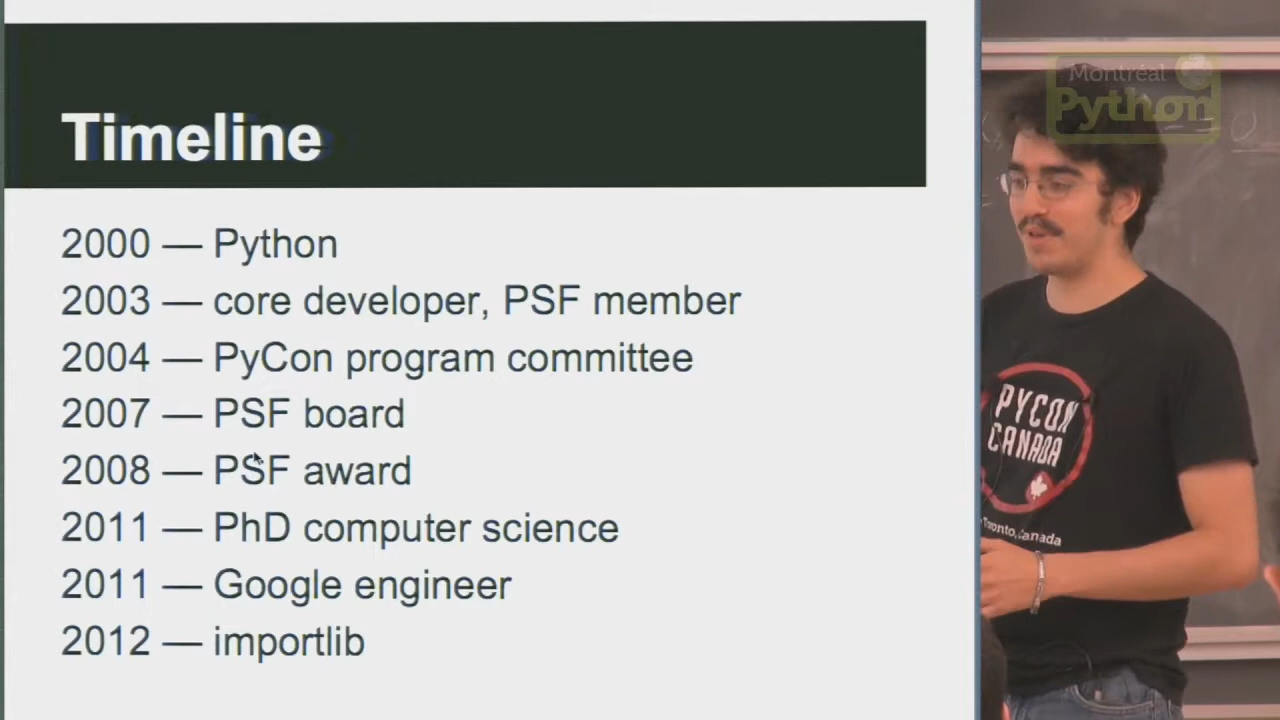 Timeline
2000 — Python
2003 — core developer, PSF member
2004 — PyCon program committee
2007 — PSF board
2008 — PSF award
2011 — PhD computer science
2011 — Google engineer
2012 — importlib
Montréal
Python
PYCON
CANADA
Toronto, Canada